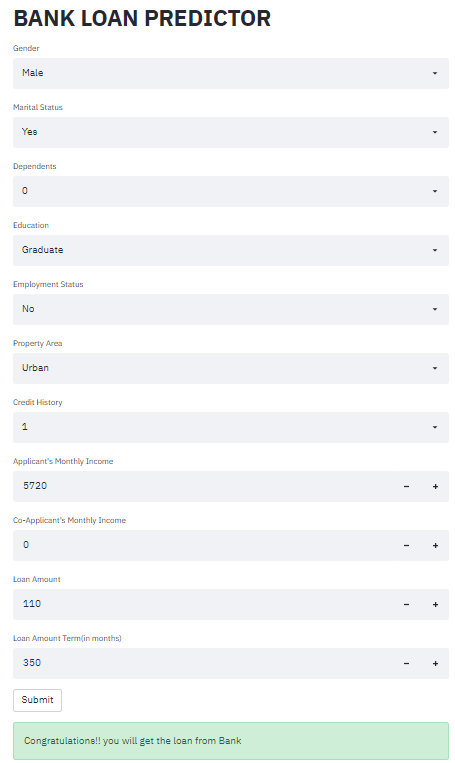 BANK LOAN PREDICTOR
Gender
Male
Marital Status
Yes
Dependents
0
Education
Graduate
Employment Status
No
Property Area
Urban
Credit History
1
Applicant's Monthly Income
5720 − +
Co-Applicant's Monthly Income
0 − +
Loan Amount
110 − +
Loan Amount Term(in months)
350 − +
Submit
Congratulations!! you will get the loan from Bank